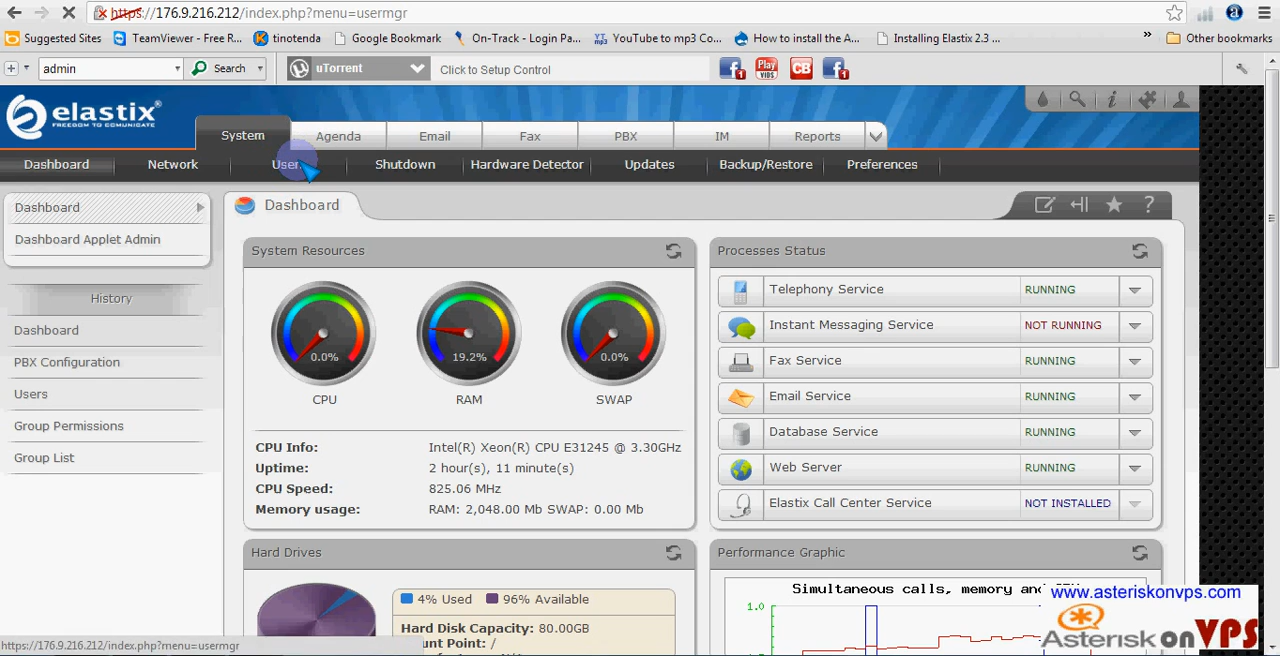 https://176.9.216.212/index.php?menu=usermgr
Suggested Sites TeamViewer - Free R... tinotenda Google Bookmark On-Track - Login Pa... YouTube to mp3 Co... How to install the A... Installing Elastix 2.3 ... » Other bookmarks
admin Search uTorrent Click to Setup Control
elastix
FREEDOM TO COMUNICATE
System Agenda Email Fax PBX IM Reports
Dashboard Network Users Shutdown Hardware Detector Updates Backup/Restore Preferences
Dashboard
Dashboard Applet Admin
History
Dashboard
PBX Configuration
Users
Group Permissions
Group List
Dashboard
System Resources
0.0% 19.2% 0.0%
CPU RAM SWAP
CPU Info: Intel(R) Xeon(R) CPU E31245 @ 3.30GHz
Uptime: 2 hour(s), 11 minute(s)
CPU Speed: 825.06 MHz
Memory usage: RAM: 2,048.00 Mb SWAP: 0.00 Mb
Processes Status
Telephony Service RUNNING
Instant Messaging Service NOT RUNNING
Fax Service RUNNING
Email Service RUNNING
Database Service RUNNING
Web Server RUNNING
Elastix Call Center Service NOT INSTALLED
Hard Drives
4% Used 96% Available
Hard Disk Capacity: 80.00GB
Performance Graphic
Simultaneous calls, memory and
1.0
www.asteriskonvps.com
Asterisk onVPS
https://176.9.216.212/index.php?menu=usermgr
ount Point: /